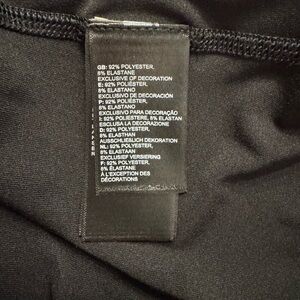 GB: 92% POLYESTER,
8% ELASTANE
EXCLUSIVE OF DECORATION
E: 92% POLIÉSTER,
8% ELASTANO
EXCLUSIVO DE DECORACIÓN
P: 92% POLIÉSTER,
8% ELASTANO
EXCLUSIVO PARA DECORAÇÃO
I: 92% POLIESTERE, 8% ELASTAN
ESCLUSA LA DECORAZIONE
D: 92% POLYESTER,
8% ELASTHAN
AUSSCHLIESSLICH DEKORATION
NL: 92% POLYESTER,
8% ELASTAAN
EXCLUSIEF VERSIERING
F: 92% POLYESTER,
8% ÉLASTANE
À L'EXCEPTION DES
DÉCORATIONS